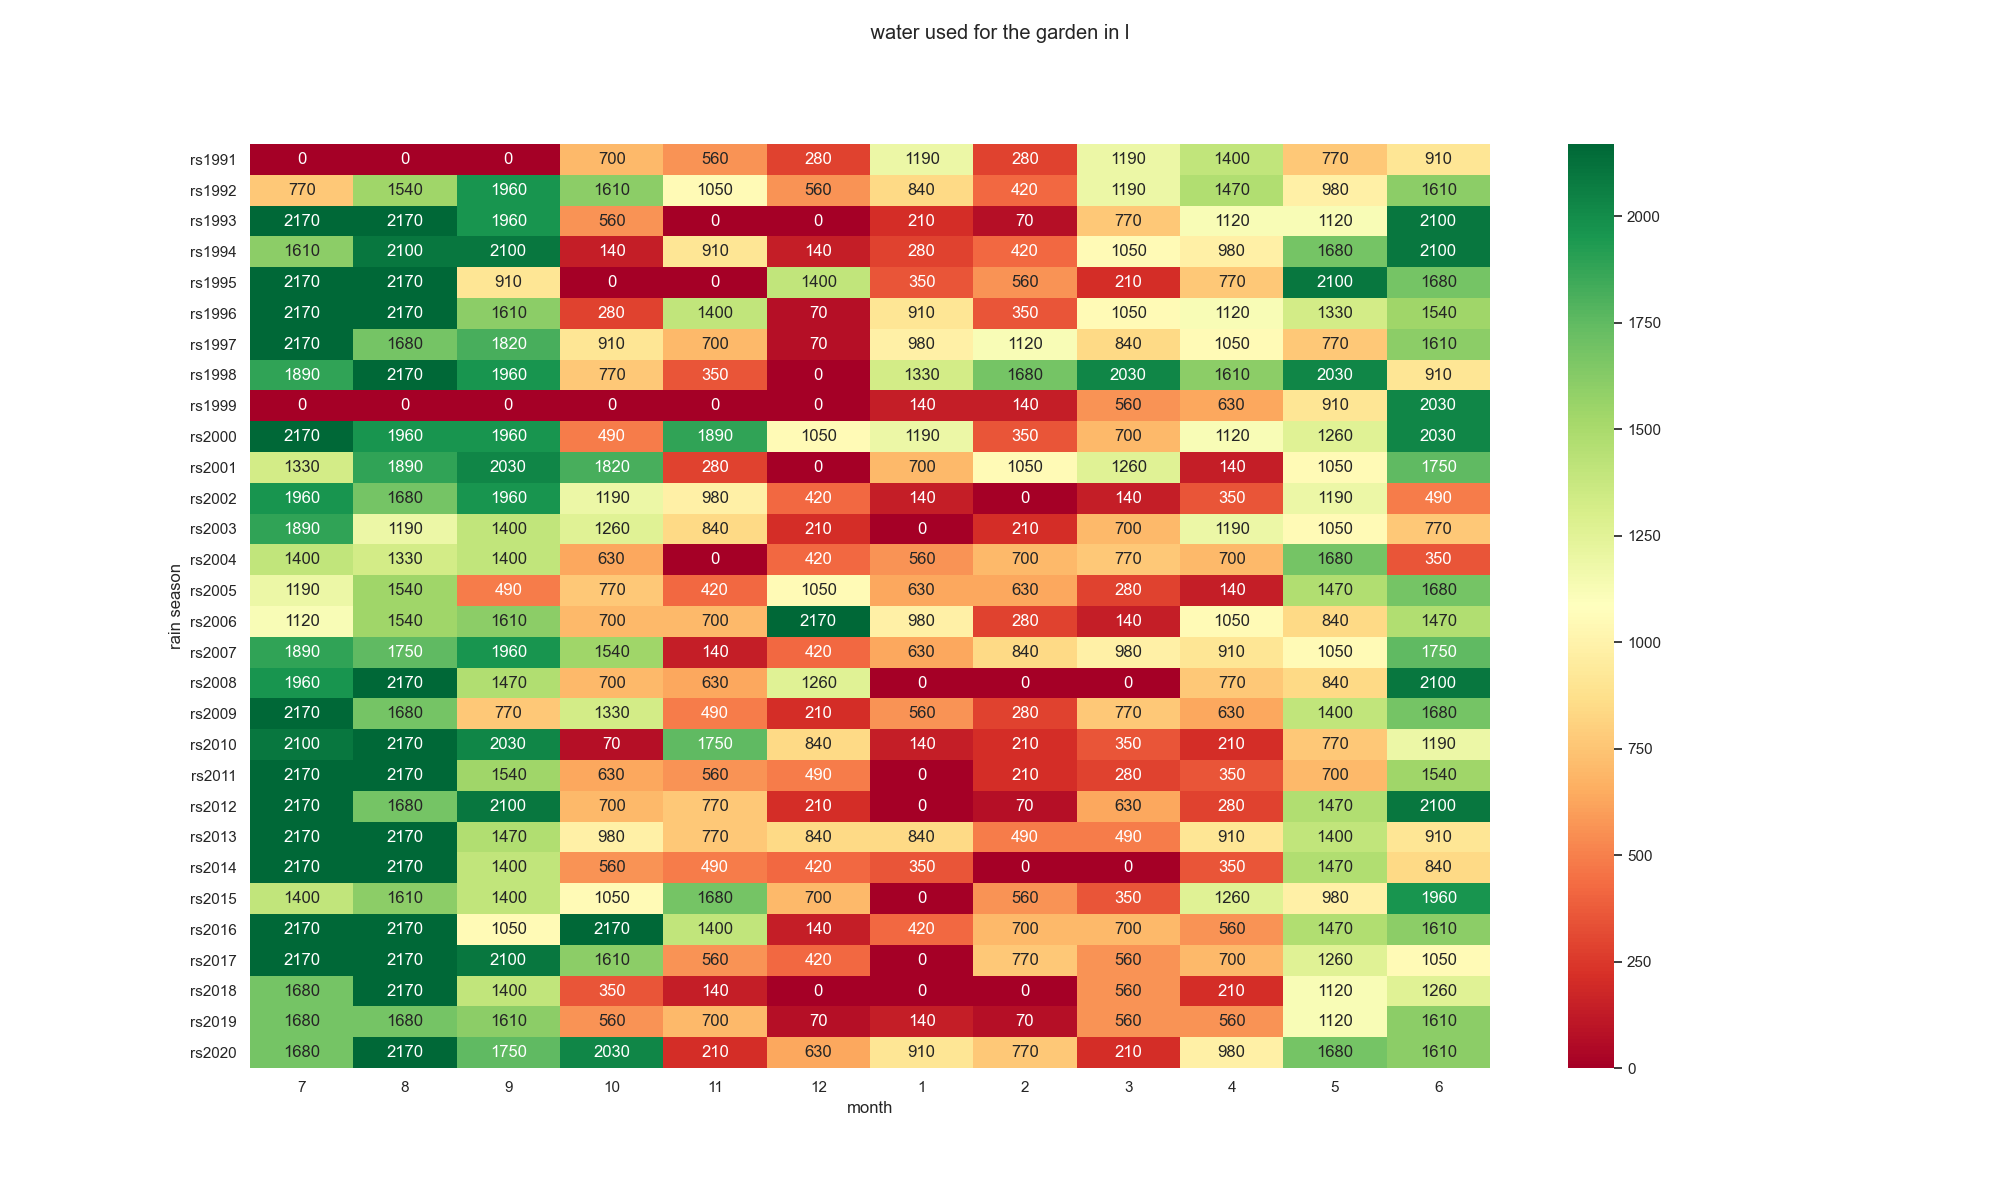 water used for the garden in l
rs1991 0 0 0 700 560 280 1190 280 1190 1400 770 910
rs1992 770 1540 1960 1610 1050 560 840 420 1190 1470 980 1610
rs1993 2170 2170 1960 560 0 0 210 70 770 1120 1120 2100
rs1994 1610 2100 2100 140 910 140 280 420 1050 980 1680 2100
rs1995 2170 2170 910 0 0 1400 350 560 210 770 2100 1680
rs1996 2170 2170 1610 280 1400 70 910 350 1050 1120 1330 1540
rs1997 2170 1680 1820 910 700 70 980 1120 840 1050 770 1610
rs1998 1890 2170 1960 770 350 0 1330 1680 2030 1610 2030 910
rs1999 0 0 0 0 0 0 140 140 560 630 910 2030
rs2000 2170 1960 1960 490 1890 1050 1190 350 700 1120 1260 2030
rs2001 1330 1890 2030 1820 280 0 700 1050 1260 140 1050 1750
rs2002 1960 1680 1960 1190 980 420 140 0 140 350 1190 490
rs2003 1890 1190 1400 1260 840 210 0 210 700 1190 1050 770
rs2004 1400 1330 1400 630 0 420 560 700 770 700 1680 350
rs2005 1190 1540 490 770 420 1050 630 630 280 140 1470 1680
rs2006 1120 1540 1610 700 700 2170 980 280 140 1050 840 1470
rs2007 1890 1750 1960 1540 140 420 630 840 980 910 1050 1750
rs2008 1960 2170 1470 700 630 1260 0 0 0 770 840 2100
rs2009 2170 1680 770 1330 490 210 560 280 770 630 1400 1680
rs2010 2100 2170 2030 70 1750 840 140 210 350 210 770 1190
rs2011 2170 2170 1540 630 560 490 0 210 280 350 700 1540
rs2012 2170 1680 2100 700 770 210 0 70 630 280 1470 2100
rs2013 2170 2170 1470 980 770 840 840 490 490 910 1400 910
rs2014 2170 2170 1400 560 490 420 350 0 0 350 1470 840
rs2015 1400 1610 1400 1050 1680 700 0 560 350 1260 980 1960
rs2016 2170 2170 1050 2170 1400 140 420 700 700 560 1470 1610
rs2017 2170 2170 2100 1610 560 420 0 770 560 700 1260 1050
rs2018 1680 2170 1400 350 140 0 0 0 560 210 1120 1260
rs2019 1680 1680 1610 560 700 70 140 70 560 560 1120 1610
rs2020 1680 2170 1750 2030 210 630 910 770 210 980 1680 1610
7 8 9 10 11 12 1 2 3 4 5 6
month
rain season
2000
1750
1500
1250
1000
750
500
250
0